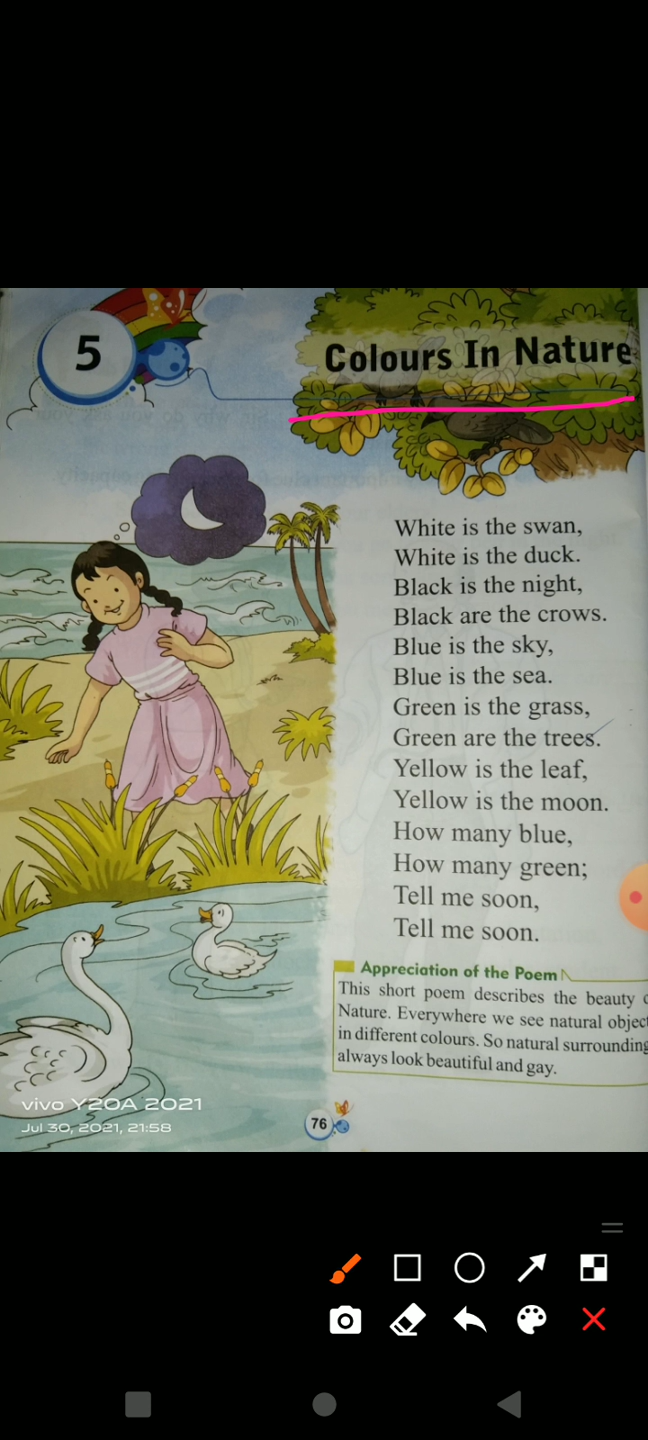 5
Colours In Nature
White is the swan,
White is the duck.
Black is the night,
Black are the crows.
Blue is the sky,
Blue is the sea.
Green is the grass,
Green are the trees.
Yellow is the leaf,
Yellow is the moon.
How many blue,
How many green;
Tell me soon,
Tell me soon.
Appreciation of the Poem
This short poem describes the beauty
Nature. Everywhere we see natural
in different colours. So natural
always look beautiful and gay.
vivo Y20A 2021
Jul 30, 2021, 21:58
76